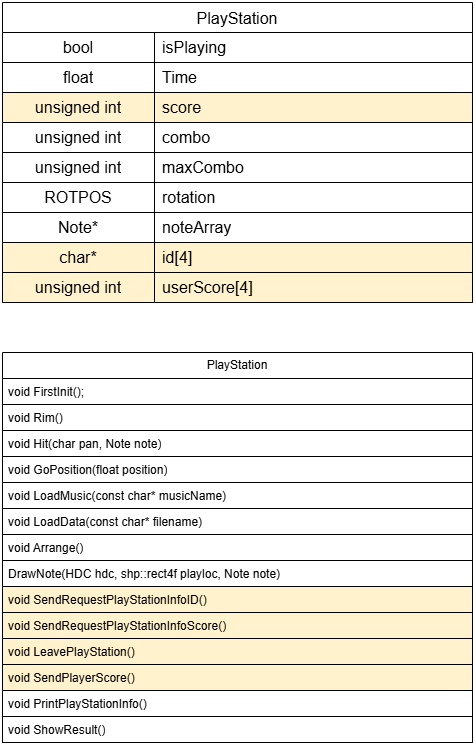 PlayStation
bool isPlaying
float Time
unsigned int score
unsigned int combo
unsigned int maxCombo
ROTPOS rotation
Note* noteArray
char* id[4]
unsigned int userScore[4]
PlayStation
void FirstInit();
void Rim()
void Hit(char pan, Note note)
void GoPosition(float position)
void LoadMusic(const char* musicName)
void LoadData(const char* filename)
void Arrange()
DrawNote(HDC hdc, shp::rect4f playloc, Note note)
void SendRequestPlayStationInfoID()
void SendRequestPlayStationInfoScore()
void LeavePlayStation()
void SendPlayerScore()
void PrintPlayStationInfo()
void ShowResult()